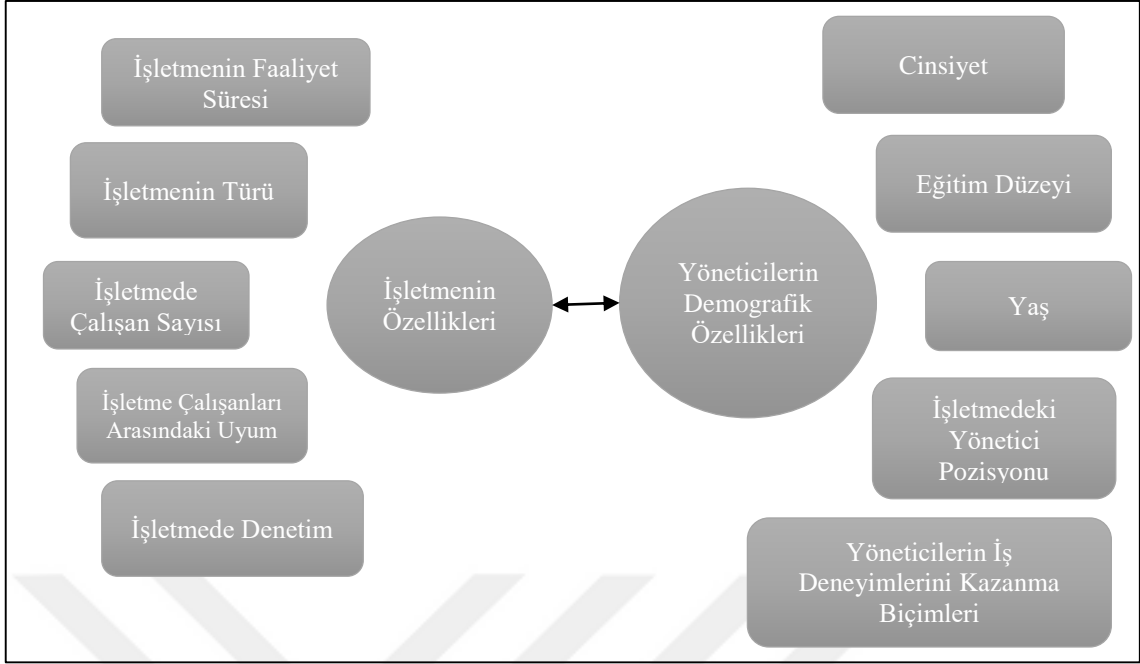 İşletmenin Faaliyet
Süresi
İşletmenin Türü
İşletmede
Çalışan Sayısı
İşletme Çalışanları
Arasındaki Uyum
İşletmede Denetim
İşletmenin
Özellikleri
Yöneticilerin
Demografik
Özellikleri
Cinsiyet
Eğitim Düzeyi
Yaş
İşletmedeki
Yönetici
Pozisyonu
Yöneticilerin İş
Deneyimlerini Kazanma
Biçimleri